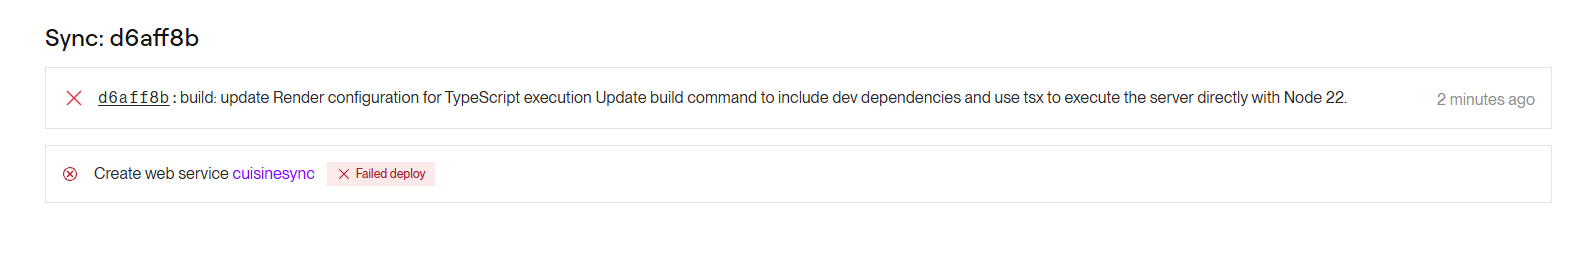 Sync: d6aff8b
d6aff8b: build: update Render configuration for TypeScript execution Update build command to include dev dependencies and use tsx to execute the server directly with Node 22.
2 minutes ago
Create web service cuisinesync
Failed deploy